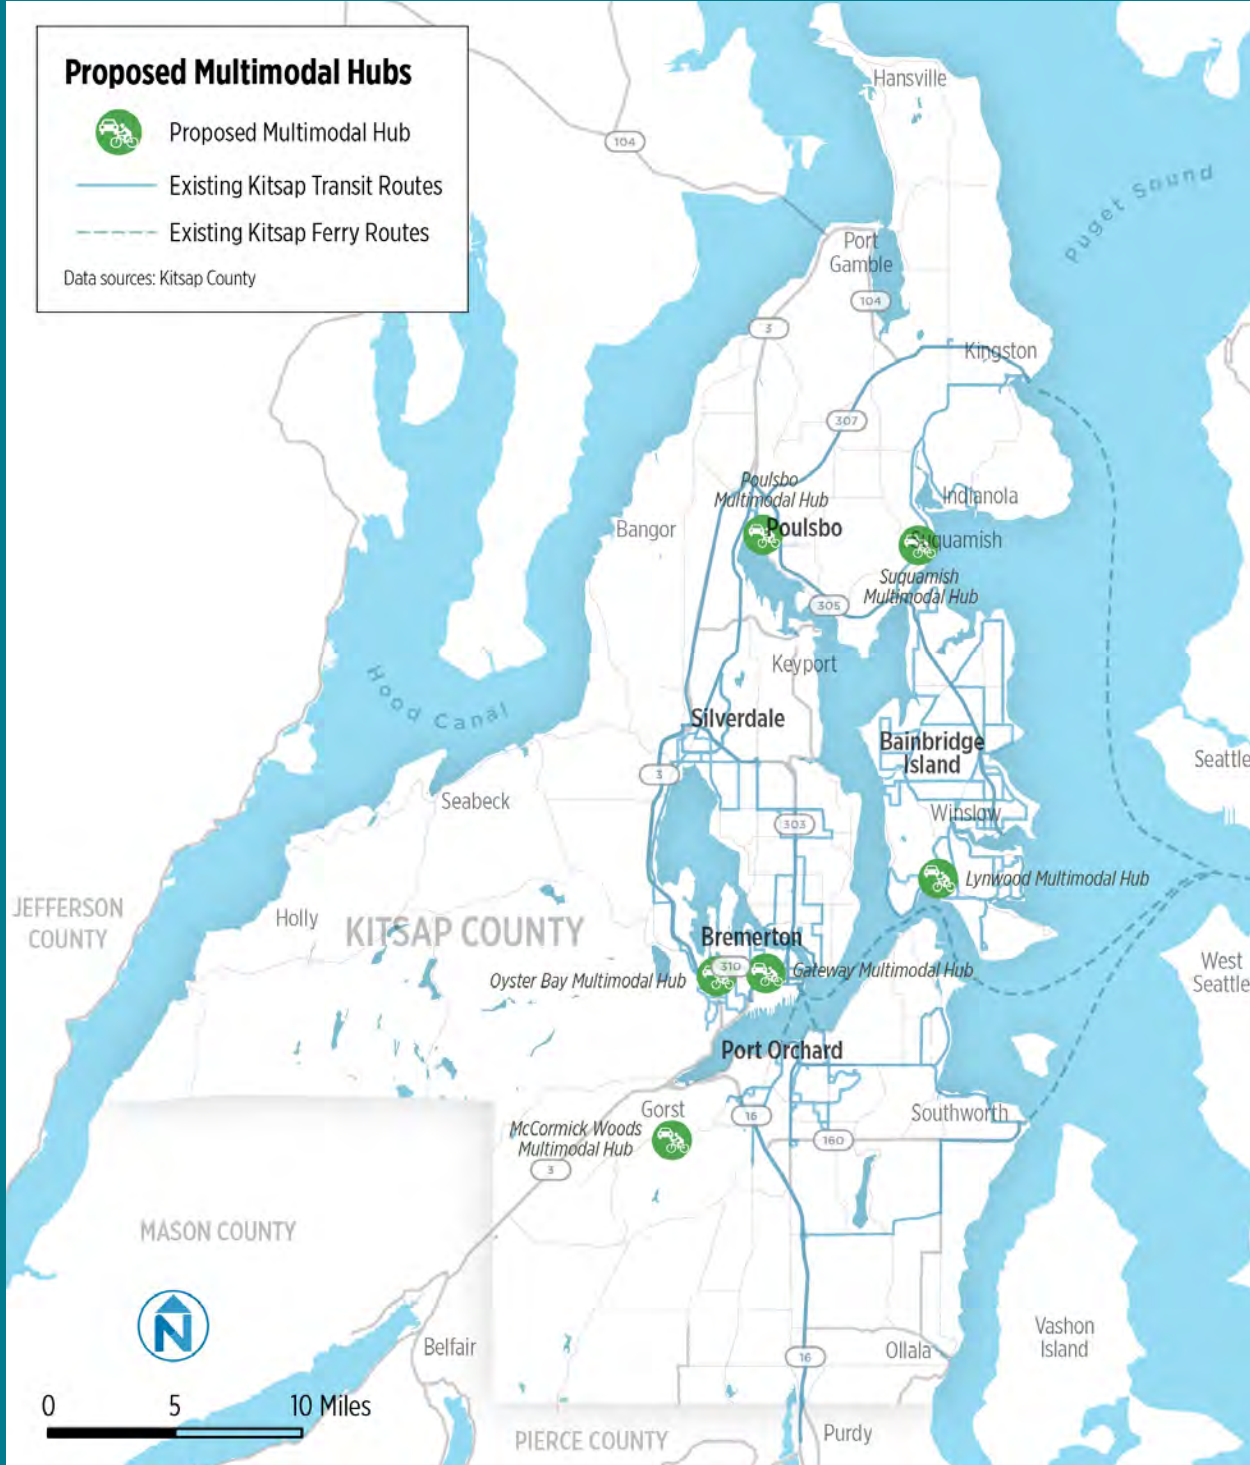 Proposed Multimodal Hubs
Proposed Multimodal Hub
Existing Kitsap Transit Routes
Existing Kitsap Ferry Routes
Data sources: Kitsap County
Hansville
104
Puget Sound
Port
Gamble
104
3
Kingston
307
Poulsbo
Multimodal Hub
Indianola
Bangor
Poulsbo
Suquamish
Suquamish
Multimodal Hub
305
Keyport
Hood Canal
Silverdale
Bainbridge
Island
Seattle
3
Seabeck
Winslow
303
Lynwood Multimodal Hub
JEFFERSON
COUNTY
Holly
KITSAP COUNTY
Bremerton
310
Oyster Bay Multimodal Hub
Gateway Multimodal Hub
West
Seattle
Port Orchard
Gorst
16
Southworth
McCormick Woods
Multimodal Hub
160
3
MASON COUNTY
N
Vashon
Island
Belfair
16
Ollala
0 5 10 Miles
PIERCE COUNTY
Purdy